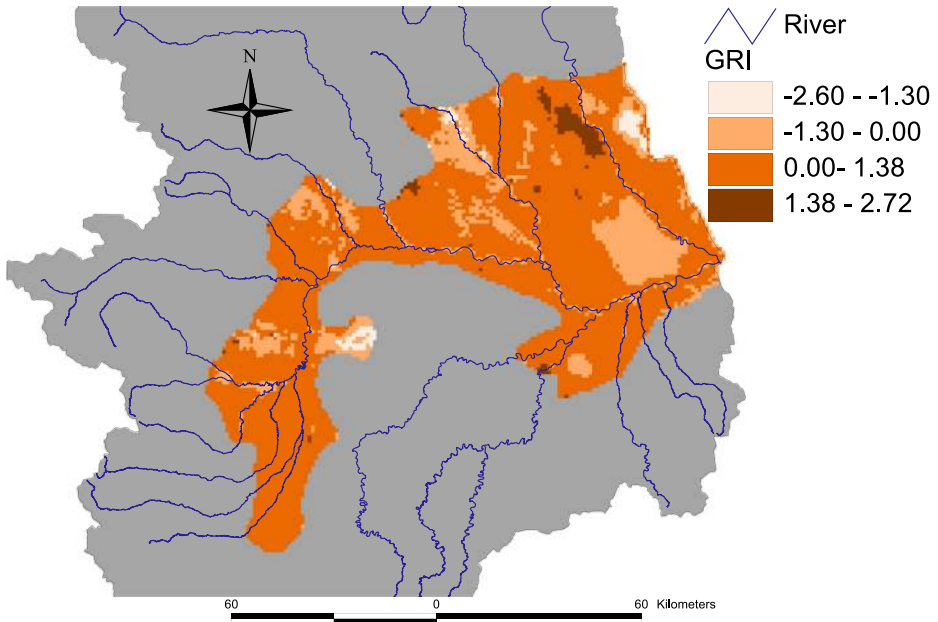 River
GRI
N
-2.60 - -1.30
-1.30 - 0.00
0.00- 1.38
1.38 - 2.72
60 0 60 Kilometers